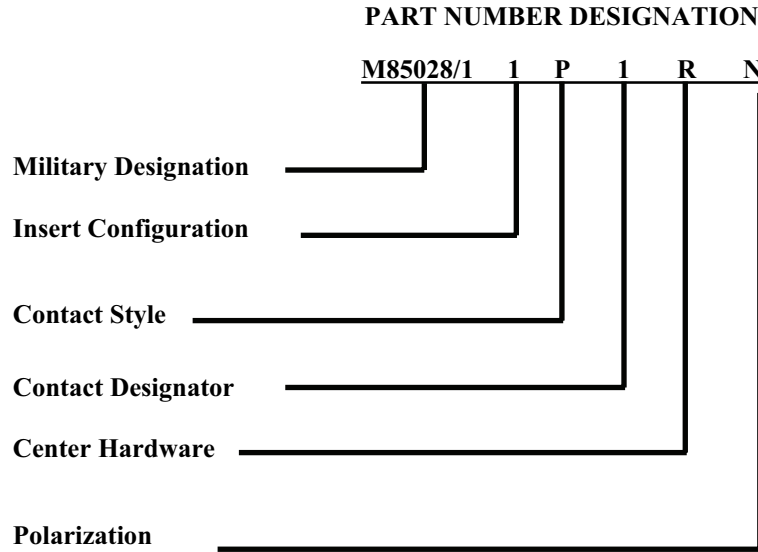 PART NUMBER DESIGNATION
M85028/1 1 P 1 R N
Military Designation
Insert Configuration
Contact Style
Contact Designator
Center Hardware
Polarization